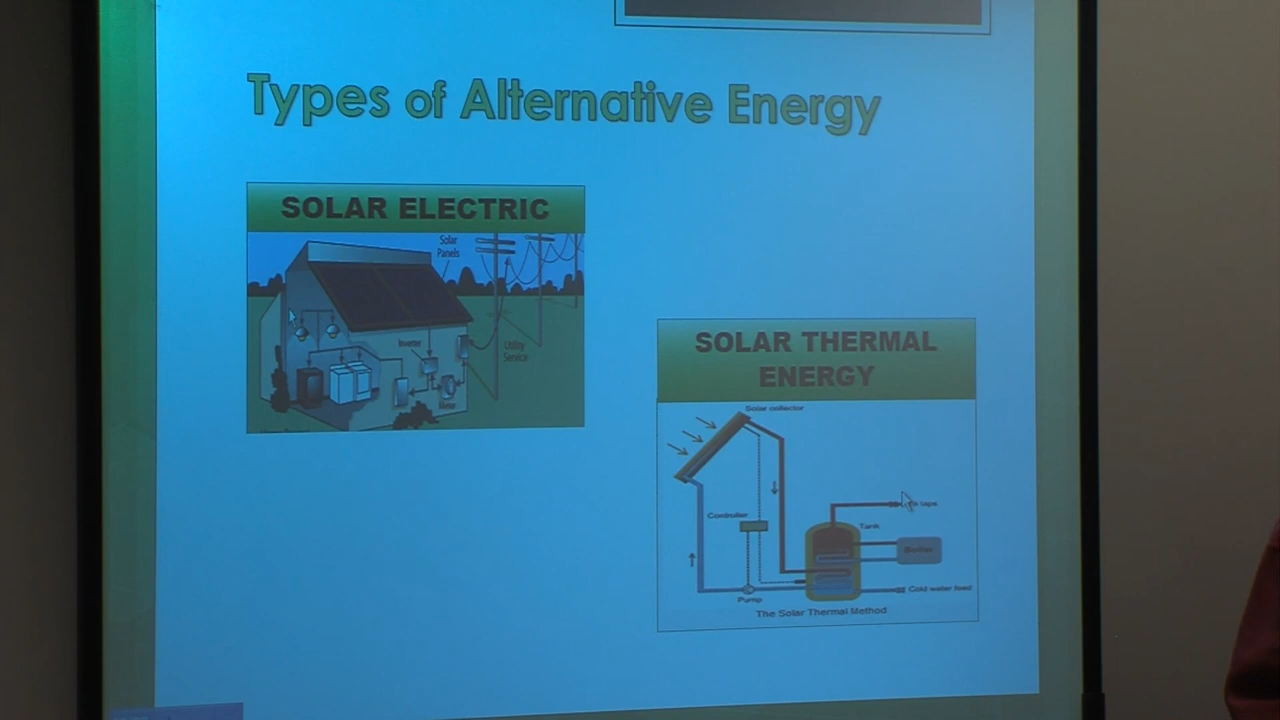 Types of Alternative Energy
SOLAR ELECTRIC
Solar
Panels
Inverter
Utility
Service
Meter
SOLAR THERMAL
ENERGY
Solar collector
Controller
taps
Tank
Boiler
Cold water feed
Pump
The Solar Thermal Method